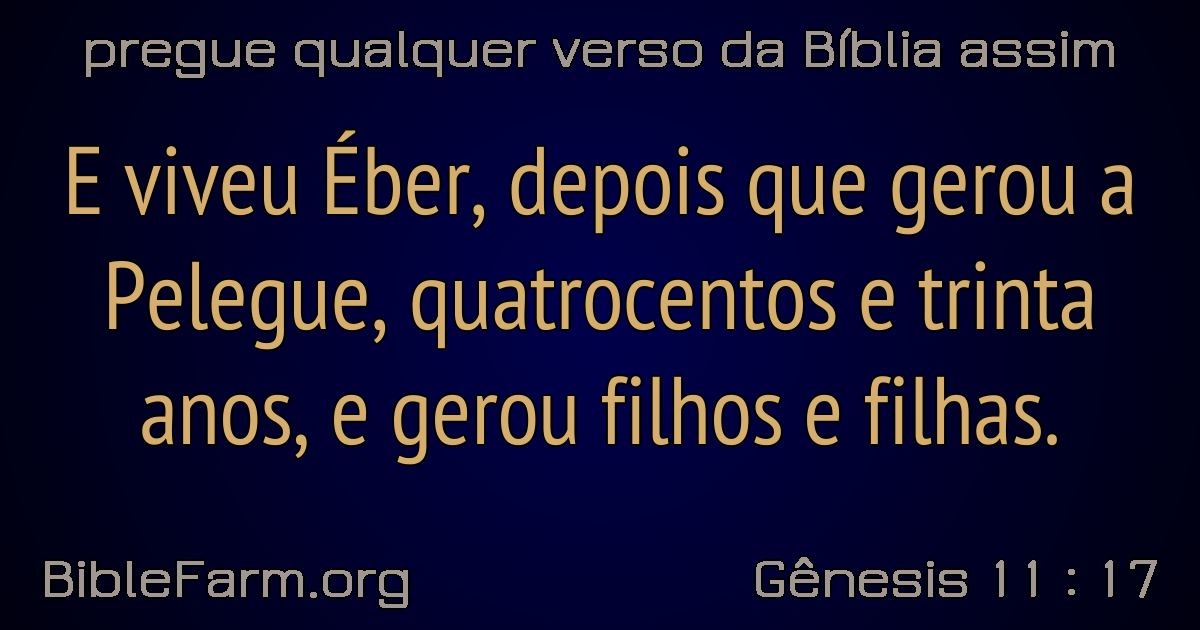 pregue qualquer verso da Bíblia assim
E viveu Éber, depois que gerou a
Pelegue, quatrocentos e trinta
anos, e gerou filhos e filhas.
BibleFarm.org
Gênesis 11 : 17